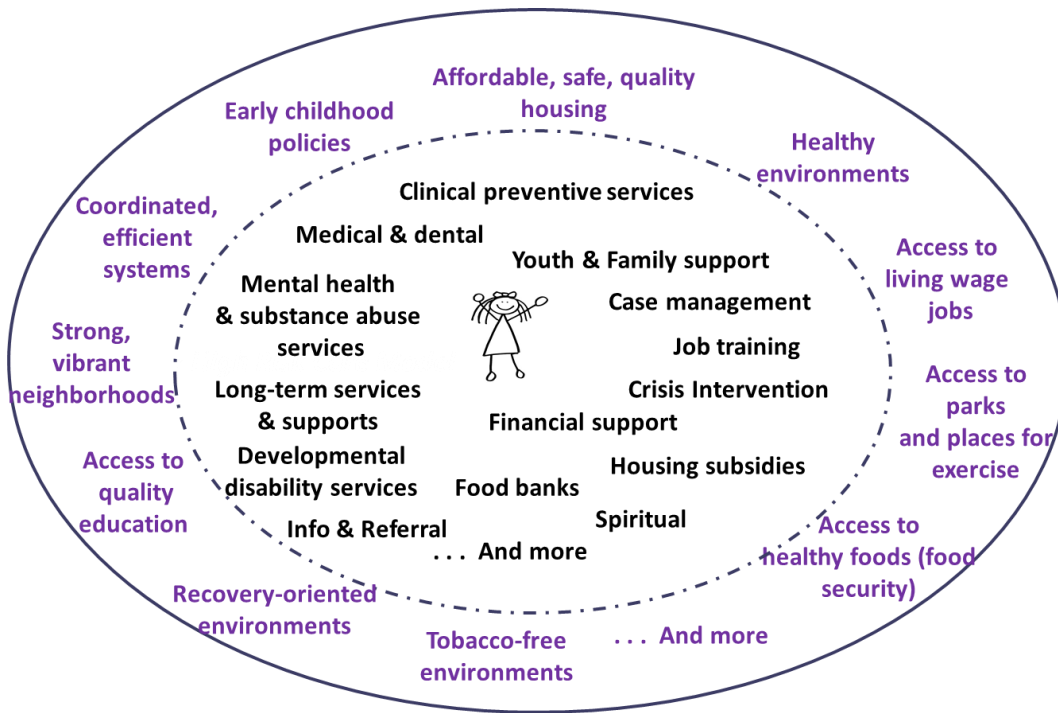 Affordable, safe, quality
housing
Early childhood
policies
Healthy
environments
Coordinated,
efficient
systems
Access to
living wage
jobs
Strong,
vibrant
neighborhoods
Access to
parks
and places for
exercise
Access to
quality
education
Access to
healthy foods (food
security)
Recovery-oriented
environments
Tobacco-free
environments
. . . And more
Clinical preventive services
Medical & dental
Youth & Family support
Mental health
& substance abuse
services
Case management
Job training
Long-term services
& supports
Crisis Intervention
Financial support
Developmental
disability services
Housing subsidies
Food banks
Info & Referral
Spiritual
. . . And more